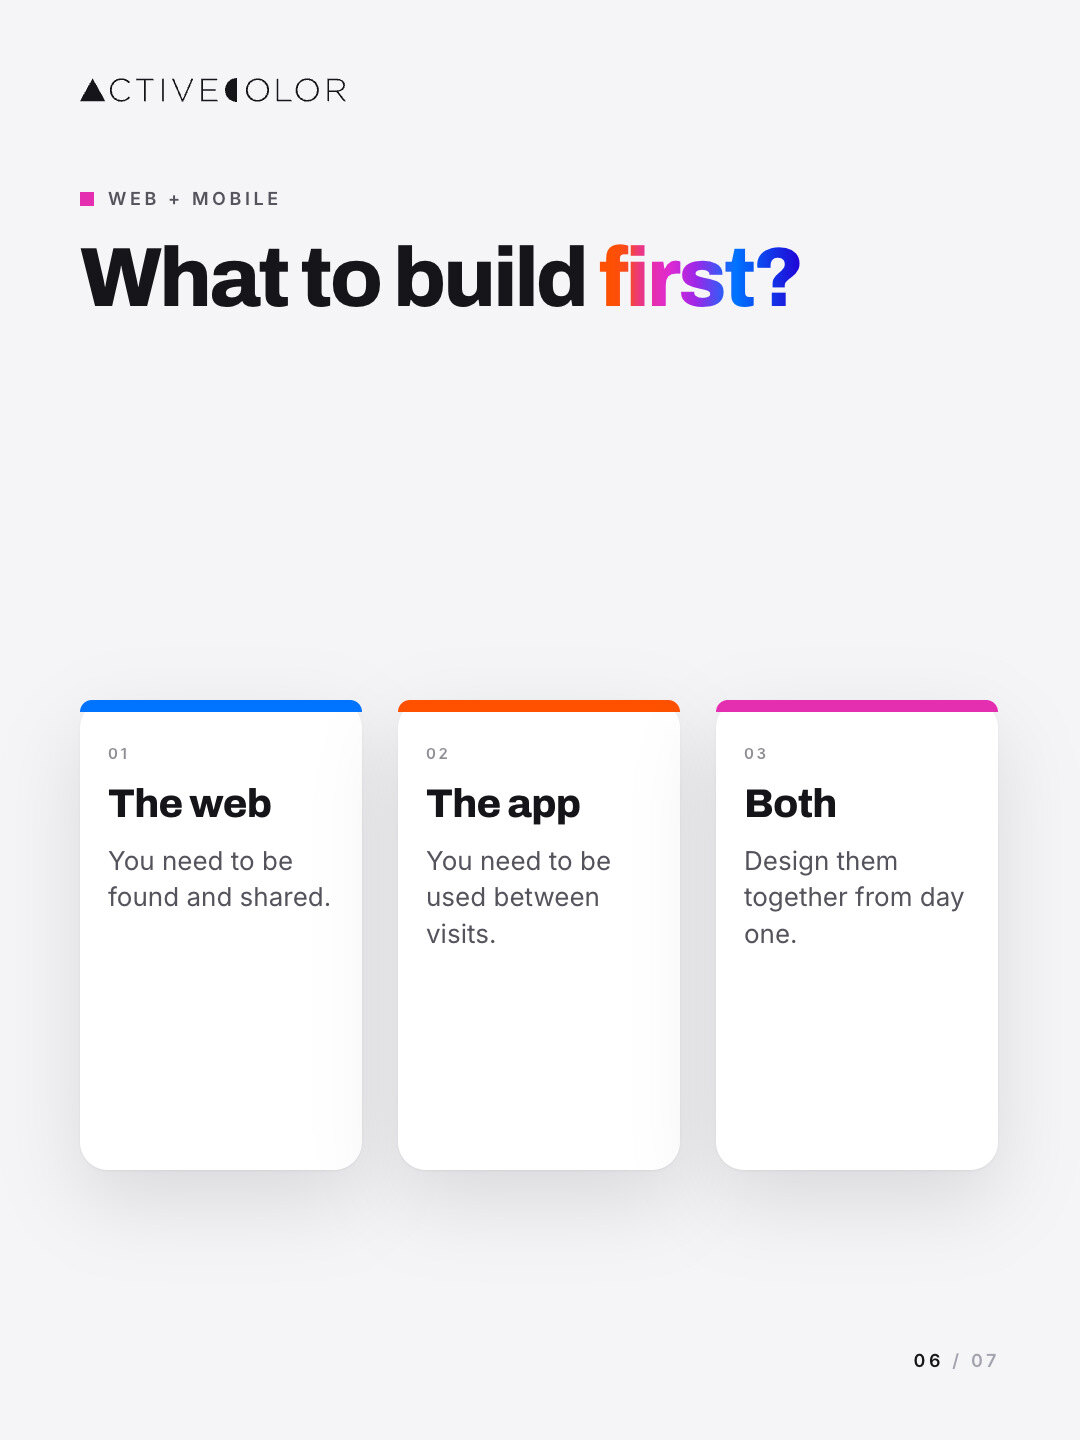 ACTIVECOLOR
WEB + MOBILE
What to build first?
01
The web
You need to be
found and shared.
02
The app
You need to be
used between
visits.
03
Both
Design them
together from day
one.
06 / 07